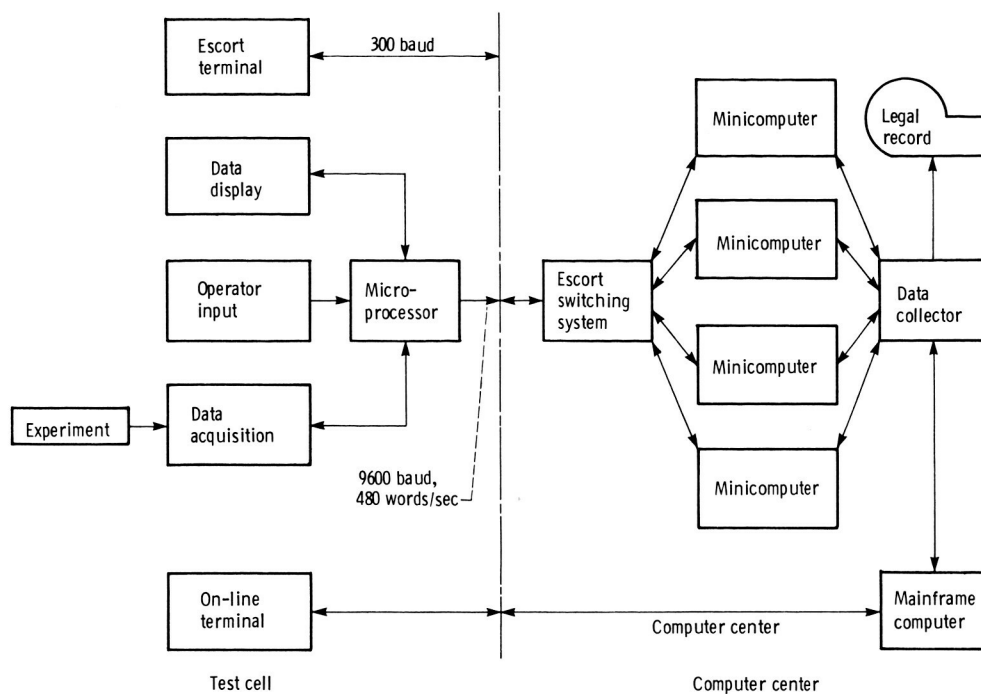 Escort
terminal
300 baud
Data
display
Operator
input
Micro-
processor
Experiment
Data
acquisition
9600 baud,
480 words/sec
On-line
terminal
Test cell
Escort
switching
system
Minicomputer
Minicomputer
Minicomputer
Minicomputer
Legal
record
Data
collector
Mainframe
computer
Computer center
Computer center